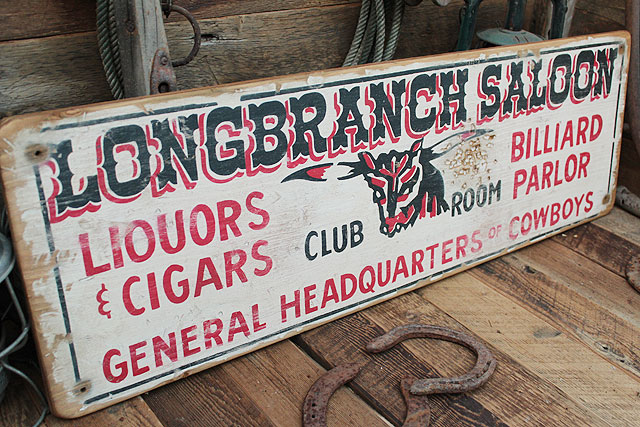 LONGBRANCH SALOON
LIQUORS
& CIGARS
CLUB ROOM
BILLIARD
PARLOR
GENERAL HEADQUARTERS OF COWBOYS